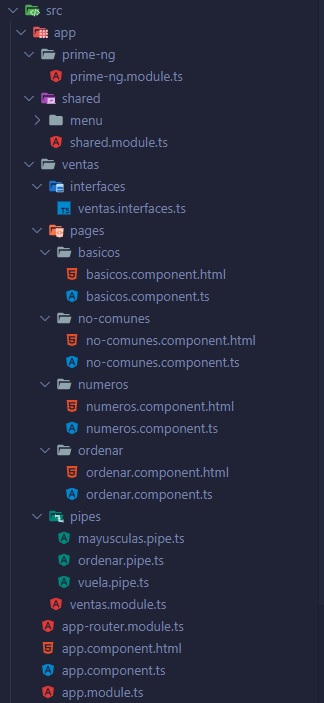 src
app
prime-ng
prime-ng.module.ts
shared
menu
shared.module.ts
ventas
interfaces
ventas.interfaces.ts
pages
basicos
basicos.component.html
basicos.component.ts
no-comunes
no-comunes.component.html
no-comunes.component.ts
numeros
numeros.component.html
numeros.component.ts
ordenar
ordenar.component.html
ordenar.component.ts
pipes
mayusculas.pipe.ts
ordenar.pipe.ts
vuela.pipe.ts
ventas.module.ts
app-router.module.ts
app.component.html
app.component.ts
app.module.ts